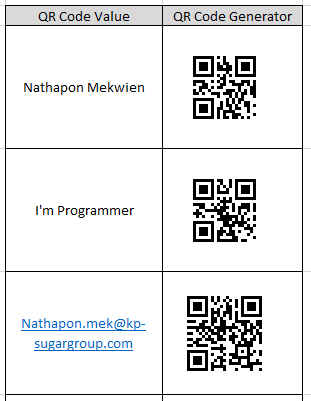 QR Code Value QR Code Generator
Nathapon Mekwien
I'm Programmer
Nathapon.mek@kp-
sugargroup.com